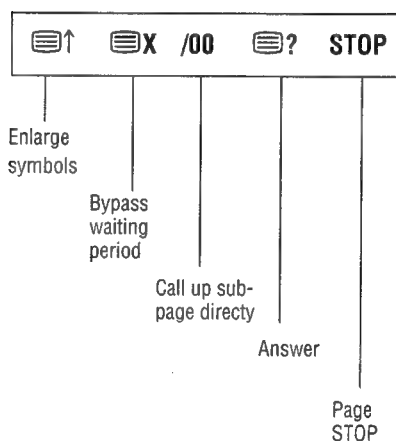 ↑ X /00 ? STOP
Enlarge
symbols
Bypass
waiting
period
Call up sub-
page directy
Answer
Page
STOP